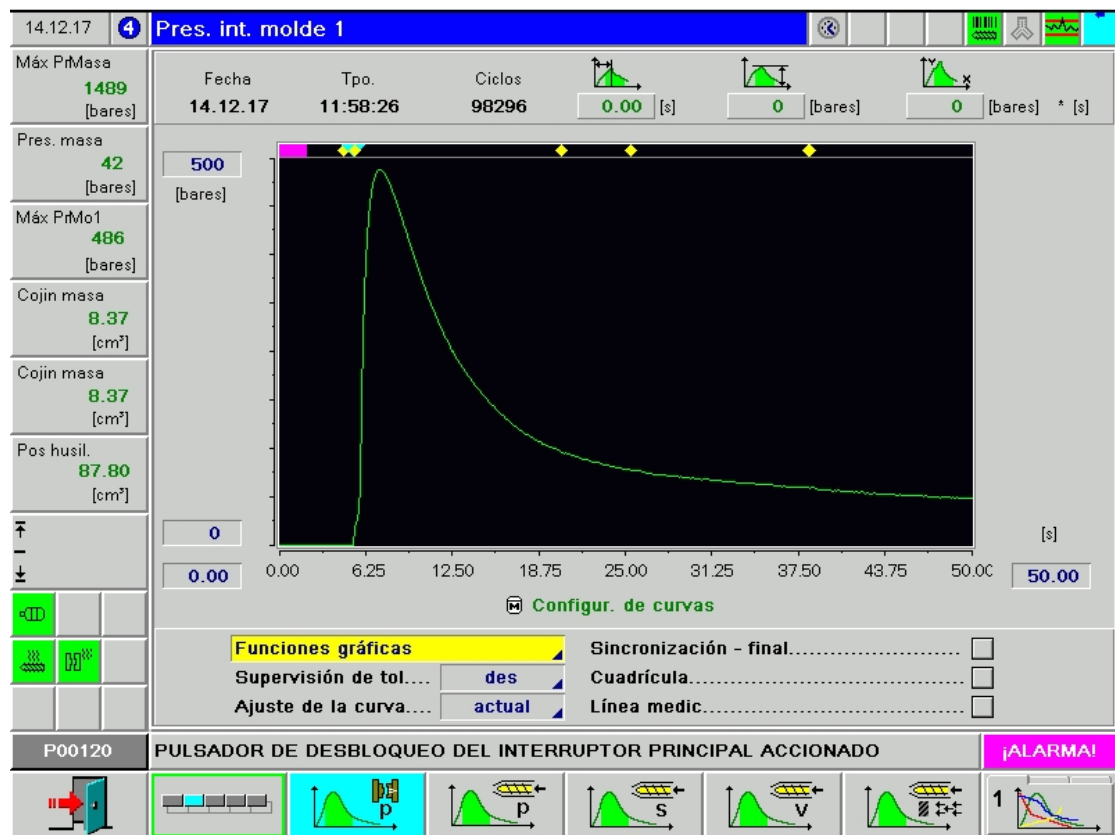 14.12.17 4 Pres. int. molde 1
Máx PrMasa
1489
[bares]
Pres. masa
42
[bares]
Máx PrMo1
486
[bares]
Cojin masa
8.37
[cm³]
Cojin masa
8.37
[cm³]
Pos husil.
87.80
[cm³]
Fecha Tpo. Ciclos
14.12.17 11:58:26 98296 0.00 [s] 0 [bares] 0 [bares] * [s]
Y X
500
[bares]
0
[s]
0.00
0.00 6.25 12.50 18.75 25.00 31.25 37.50 43.75 50.00
50.00
M Configur. de curvas
Funciones gráficas
Supervisión de tol.... des
Ajuste de la curva.... actual
Sincronización - final........................
Cuadrícula.......................................
Línea medic.....................................
P00120 PULSADOR DE DESBLOQUEO DEL INTERRUPTOR PRINCIPAL ACCIONADO ¡ALARMA!
p p s v 1